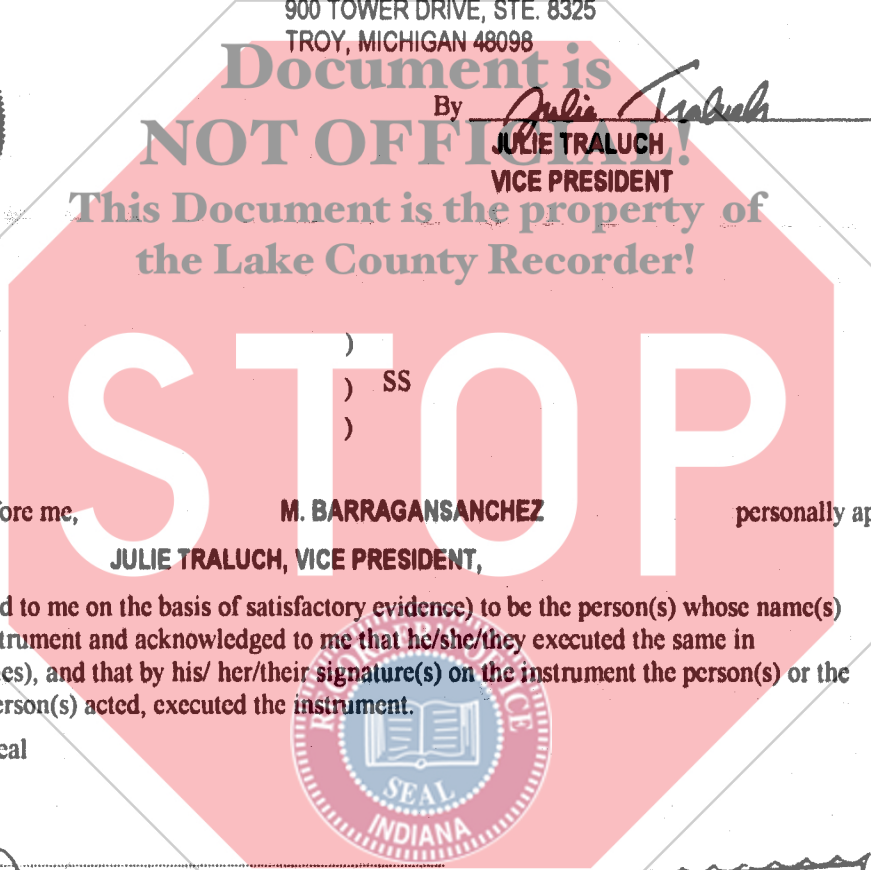 900 TOWER DRIVE, STE. 8325
TROY, MICHIGAN 48098
Document is
By Julie Traluch
NOT OFFICIAL!
JULIE TRALUCH
VICE PRESIDENT
This Document is the property of
the Lake County Recorder!
)
) SS
)
STOP
ore me, M. BARRAGANSANCHEZ personally ap
JULIE TRALUCH, VICE PRESIDENT,
d to me on the basis of satisfactory evidence) to be the person(s) whose name(s)
trument and acknowledged to me that he/she/they executed the same in
es), and that by his/ her/their signature(s) on the instrument the person(s) or the
erson(s) acted, executed the instrument.
eal
RECORDER'S OFFICE
SEAL
INDIANA